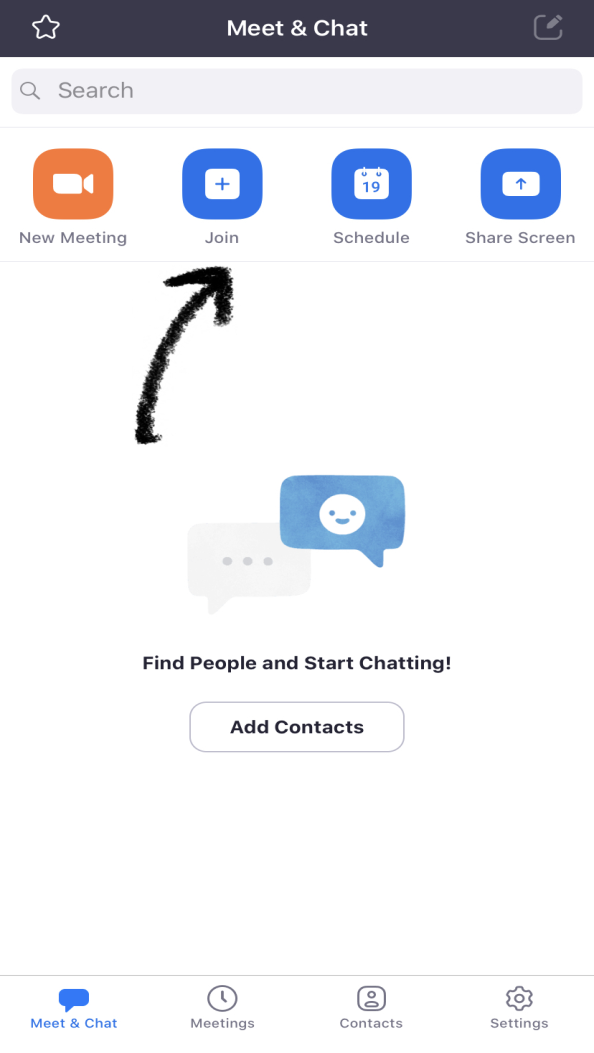 Meet & Chat
Search
19
New Meeting
Join
Schedule
Share Screen
Find People and Start Chatting!
Add Contacts
Meet & Chat
Meetings
Contacts
Settings